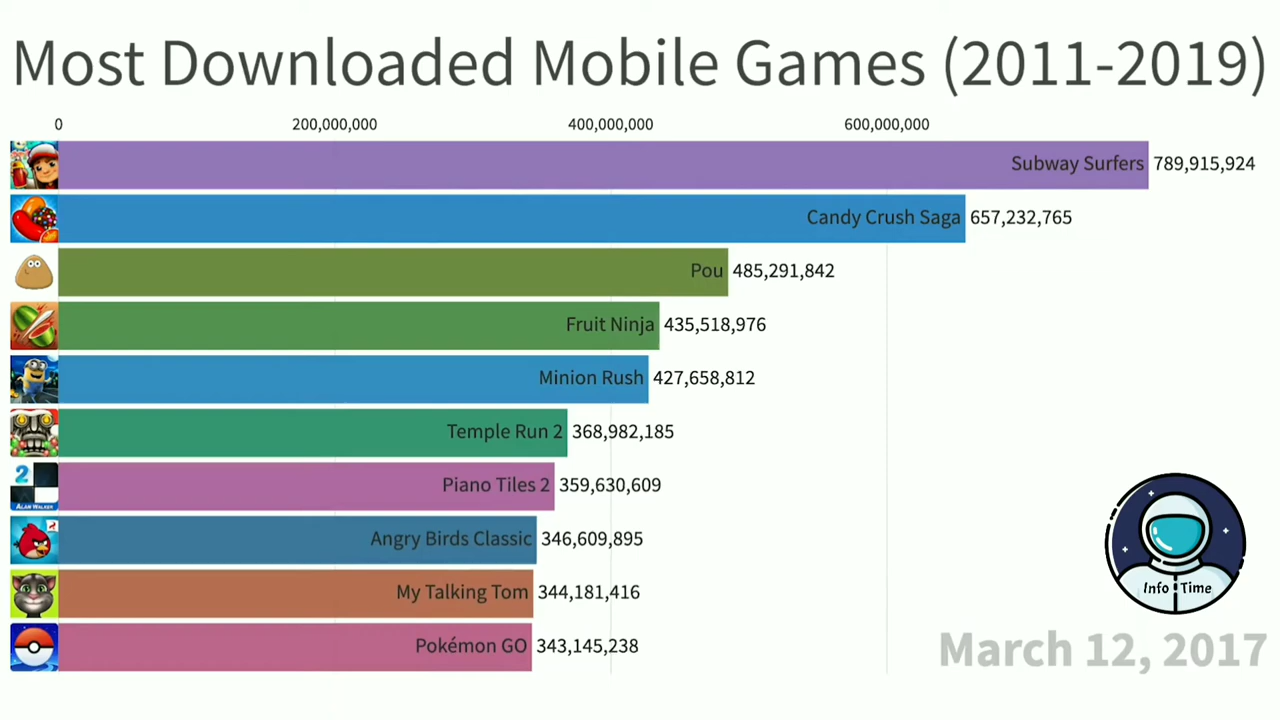 Most Downloaded Mobile Games (2011-2019)
0 200,000,000 400,000,000 600,000,000
Subway Surfers 789,915,924
Candy Crush Saga 657,232,765
Pou 485,291,842
Fruit Ninja 435,518,976
Minion Rush 427,658,812
Temple Run 2 368,982,185
2
Piano Tiles 2 359,630,609
ALAN WALKER
Angry Birds Classic 346,609,895
My Talking Tom 344,181,416
Info Time
Pokémon GO 343,145,238
March 12, 2017